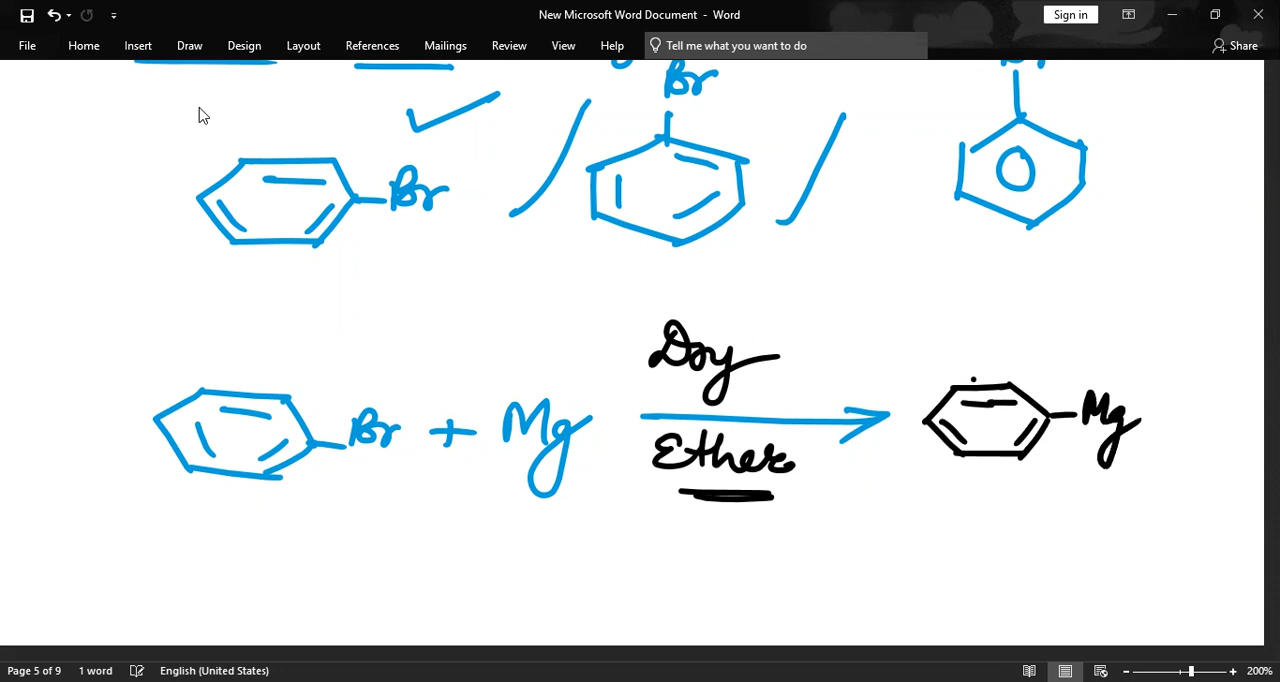 New Microsoft Word Document - Word
Sign in
File Home Insert Draw Design Layout References Mailings Review View Help Tell me what you want to do Share
Br
Br
Dry
Br + Mg
Ether
Mg
Page 5 of 9 1 word English (United States) 200%